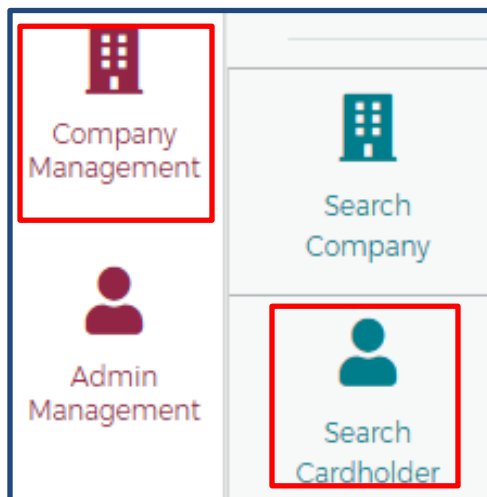 Company
Management
Admin
Management
Search
Company
Search
Cardholder